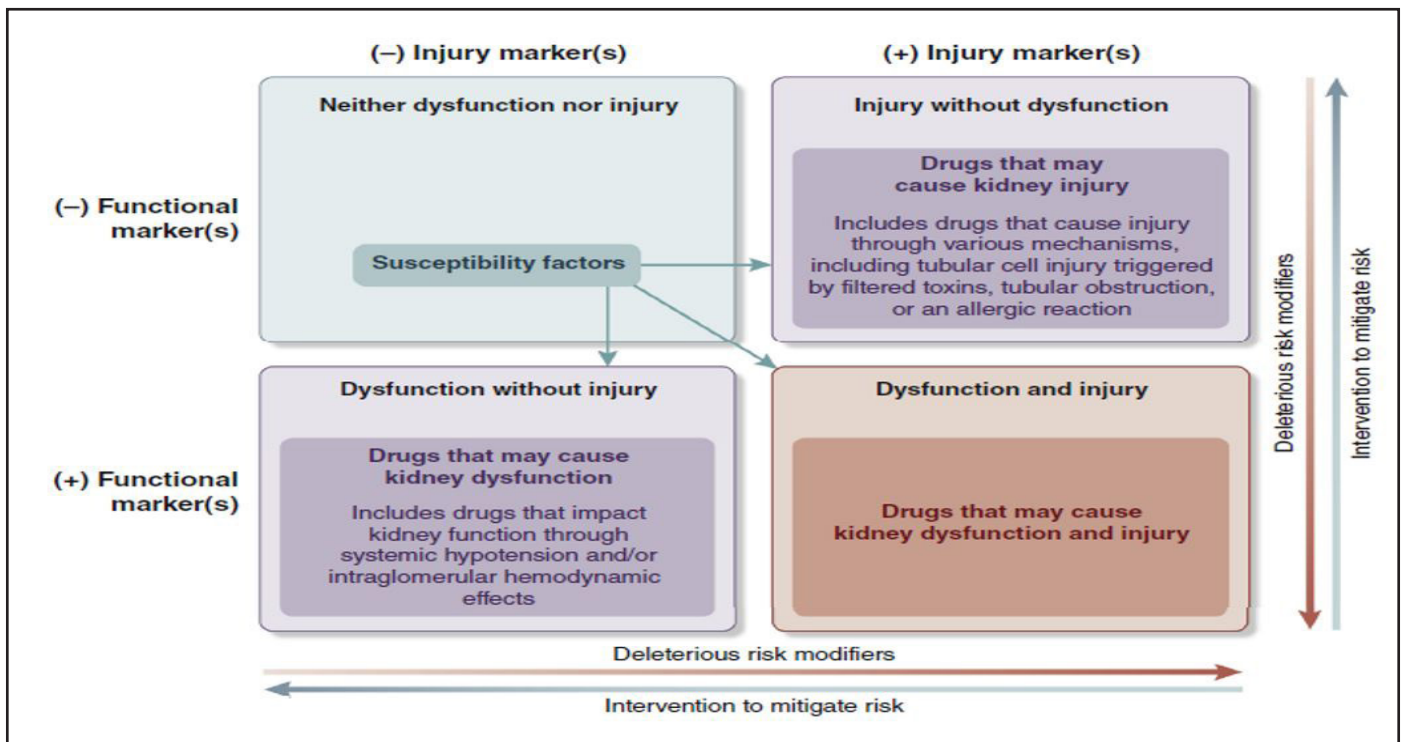 (–) Injury marker(s)
(+) Injury marker(s)
Neither dysfunction nor injury
Injury without dysfunction
(–) Functional
marker(s)
Susceptibility factors
Drugs that may
cause kidney injury
Includes drugs that cause injury
through various mechanisms,
including tubular cell injury triggered
by filtered toxins, tubular obstruction,
or an allergic reaction
Dysfunction without injury
Dysfunction and injury
(+) Functional
marker(s)
Drugs that may cause
kidney dysfunction
Includes drugs that impact
kidney function through
systemic hypotension and/or
intraglomerular hemodynamic
effects
Drugs that may cause
kidney dysfunction and injury
Deleterious risk modifiers
Intervention to mitigate risk
Deleterious risk modifiers
Intervention to mitigate risk